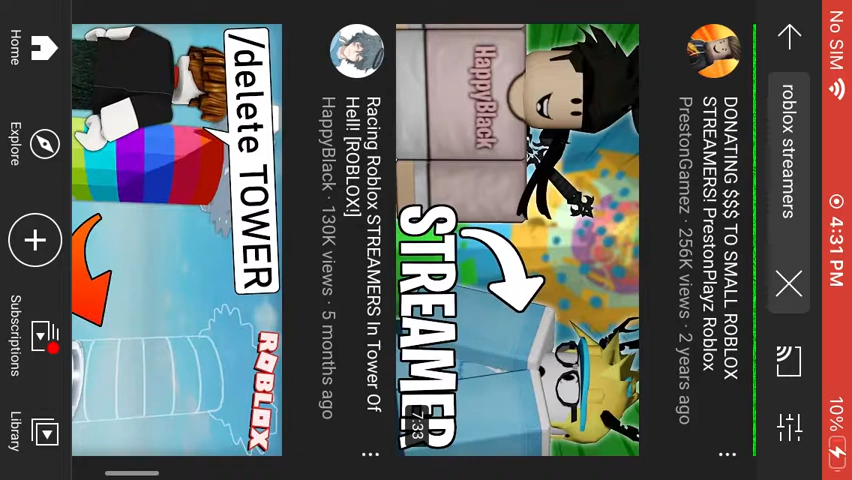 No SIM
4:31 PM
10%
roblox streamers
DONATING $$$ TO SMALL ROBLOX
STREAMERS! PrestonPlayz Roblox
PrestonGamez · 256K views · 2 years ago
HappyBlack
STREAMER
7:33
Racing Roblox STREAMERS In Tower Of
Hell! [ROBLOX!]
HappyBlack · 130K views · 5 months ago
/delete TOWER
ROBLOX
Home
Explore
Subscriptions
Library